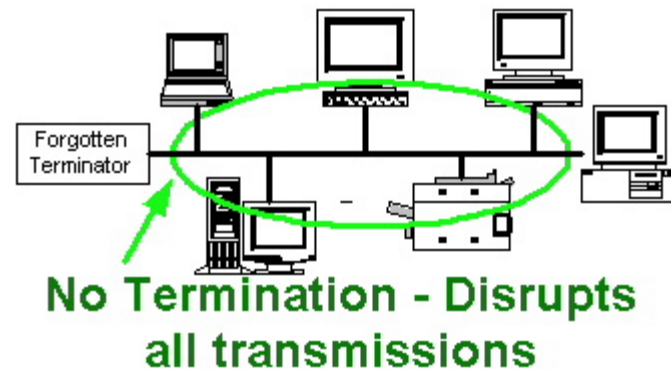 Forgotten
Terminator
No Termination - Disrupts
all transmissions